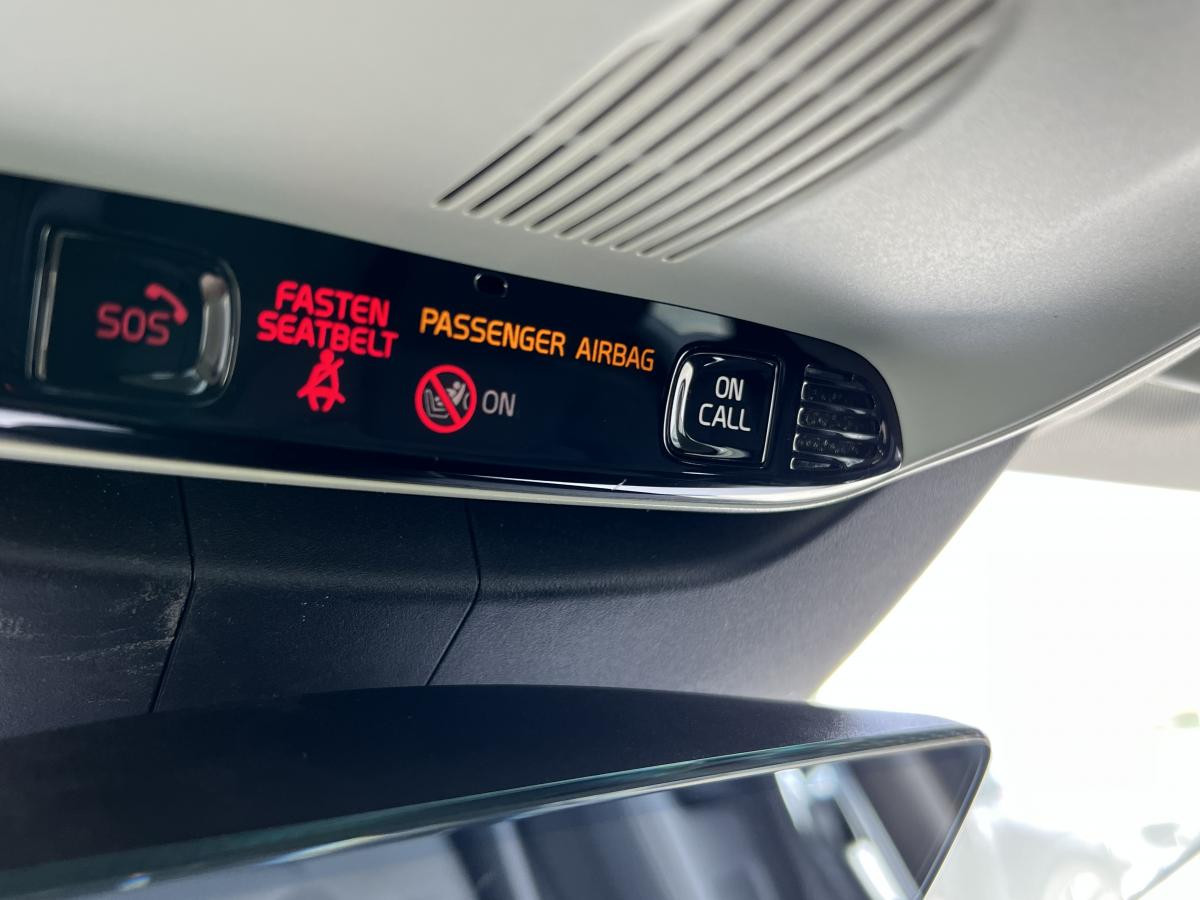 SOS
FASTEN
SEATBELT
PASSENGER AIRBAG
ON
ON
CALL